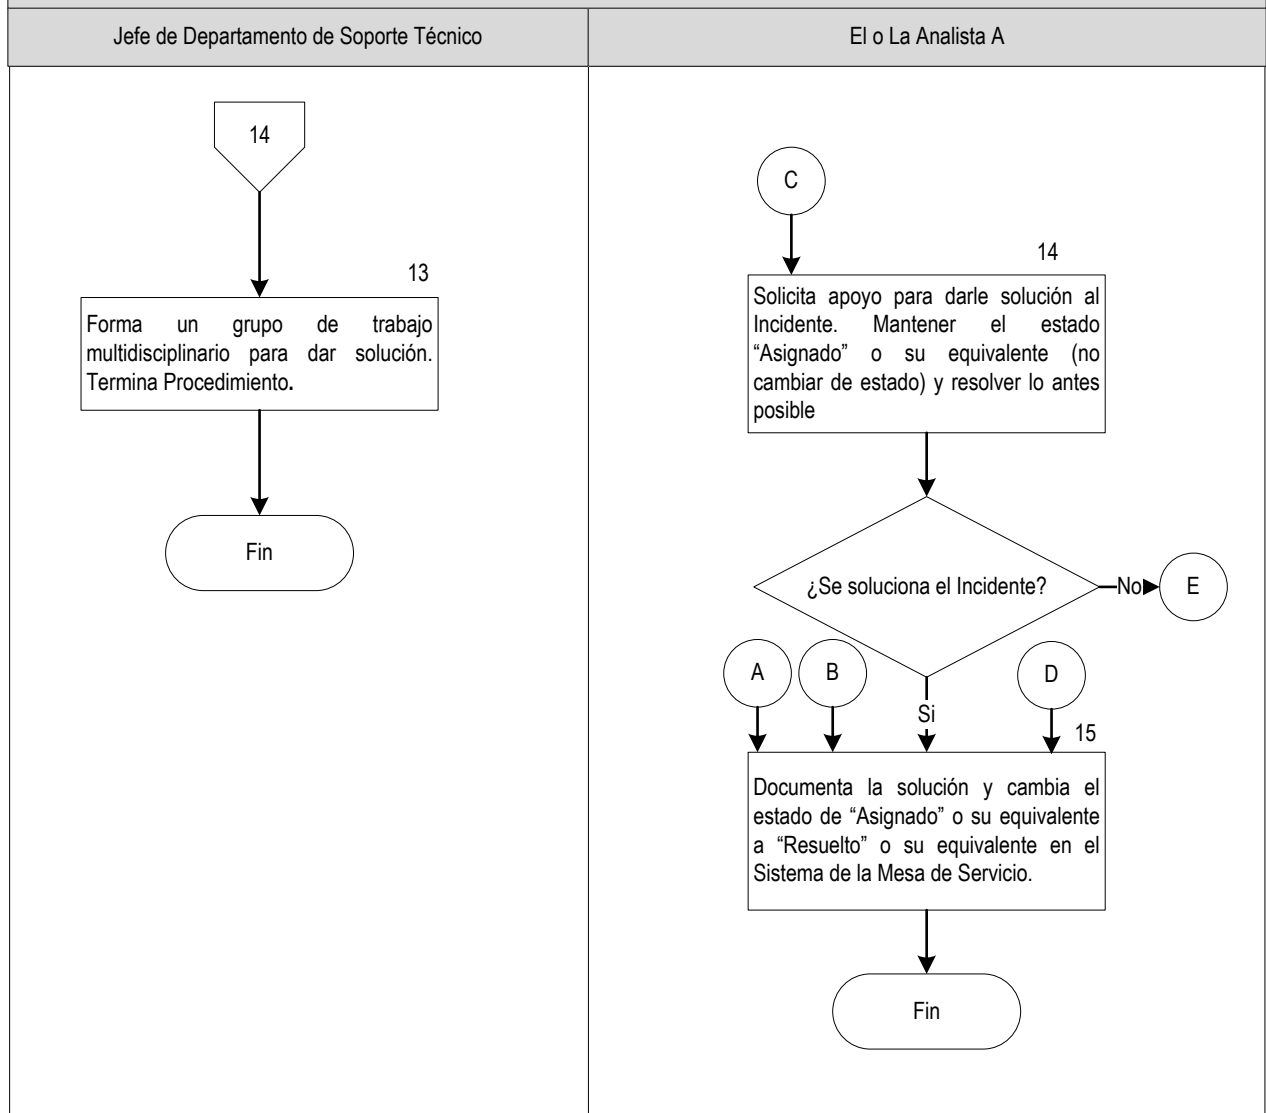 Jefe de Departamento de Soporte Técnico
El o La Analista A
14
13
Forma un grupo de trabajo
multidisciplinario para dar solución.
Termina Procedimiento.
Fin
C
14
Solicita apoyo para darle solución al
Incidente. Mantener el estado
“Asignado” o su equivalente (no
cambiar de estado) y resolver lo antes
posible
¿Se soluciona el Incidente?
No
E
A
B
Si
D
15
Documenta la solución y cambia el
estado de “Asignado” o su equivalente
a “Resuelto” o su equivalente en el
Sistema de la Mesa de Servicio.
Fin